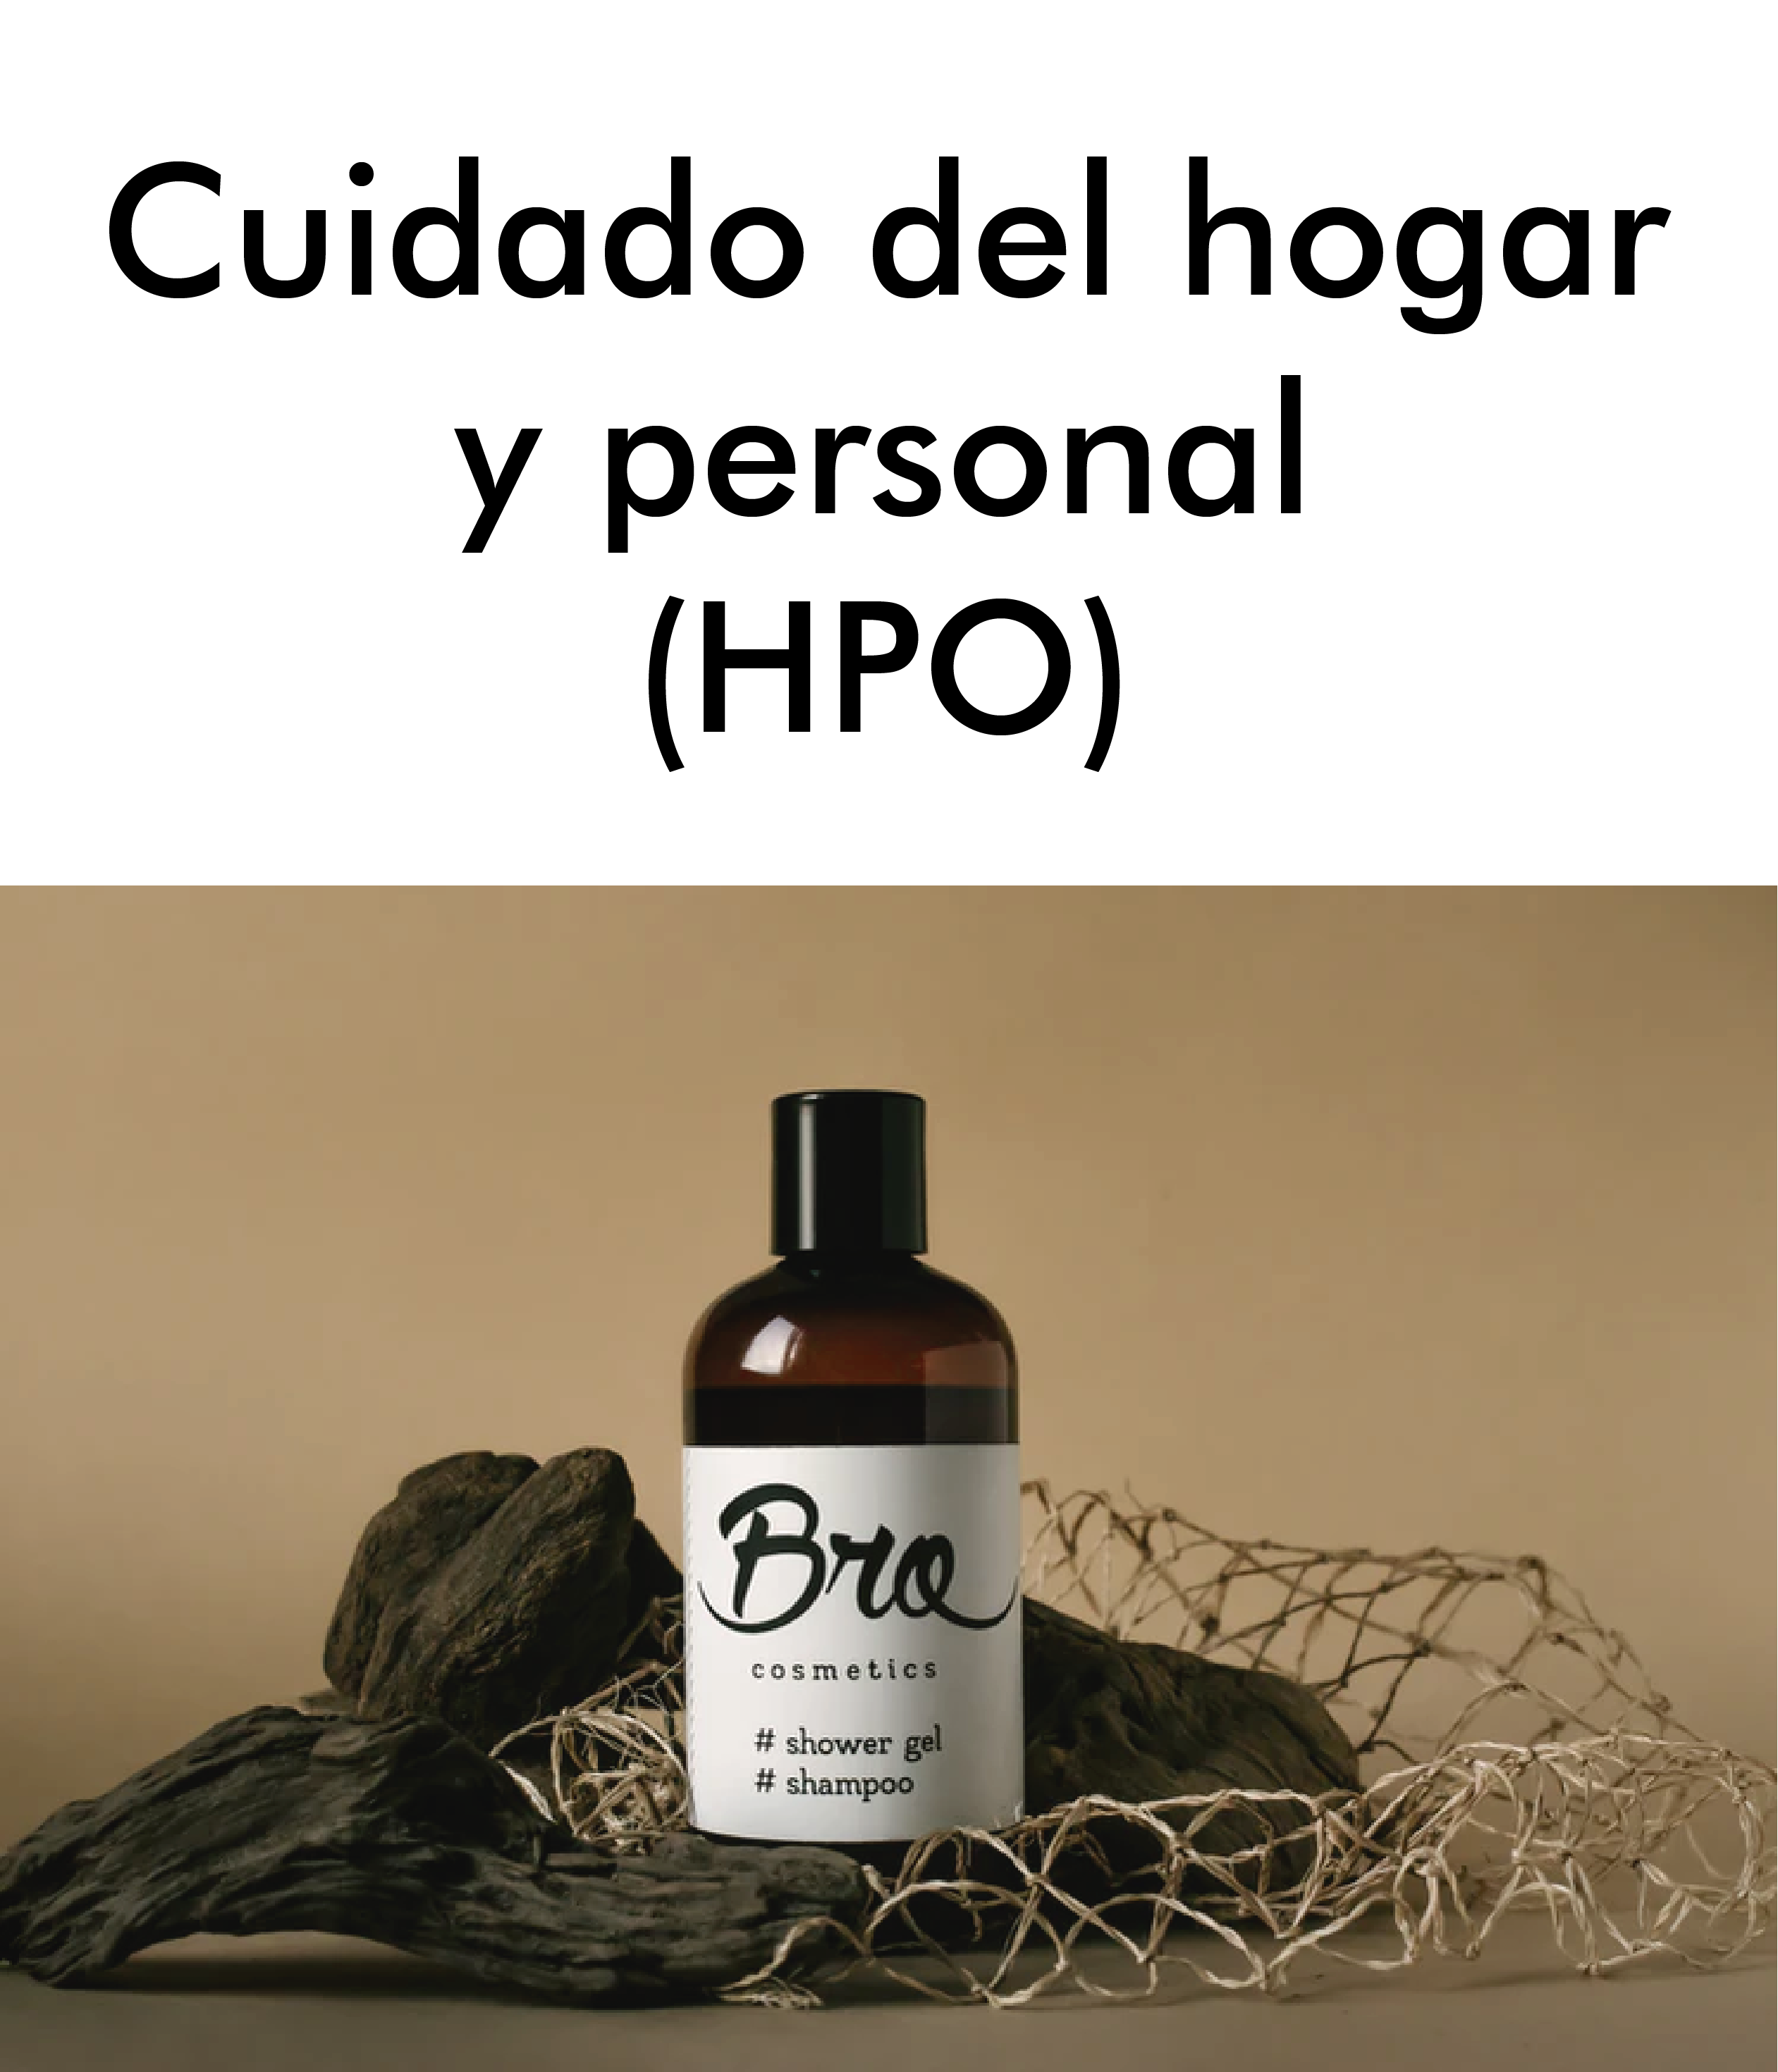 Cuidado del hogar
y personal
(HPO)
Bro
cosmetics
# shower gel
# shampoo